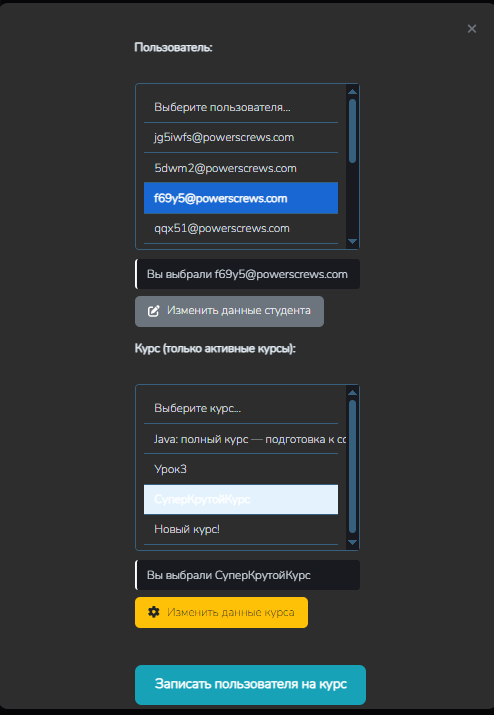 Пользователь:
Выберите пользователя...
jg5iwfs@powerscrews.com
5dwm2@powerscrews.com
f69y5@powerscrews.com
qqx51@powerscrews.com
Вы выбрали f69y5@powerscrews.com
Изменить данные студента
Курс (только активные курсы):
Выберите курс...
Java: полный курс — подготовка к со
Урок3
СуперКрутойКурс
Новый курс!
Вы выбрали СуперКрутойКурс
Изменить данные курса
Записать пользователя на курс